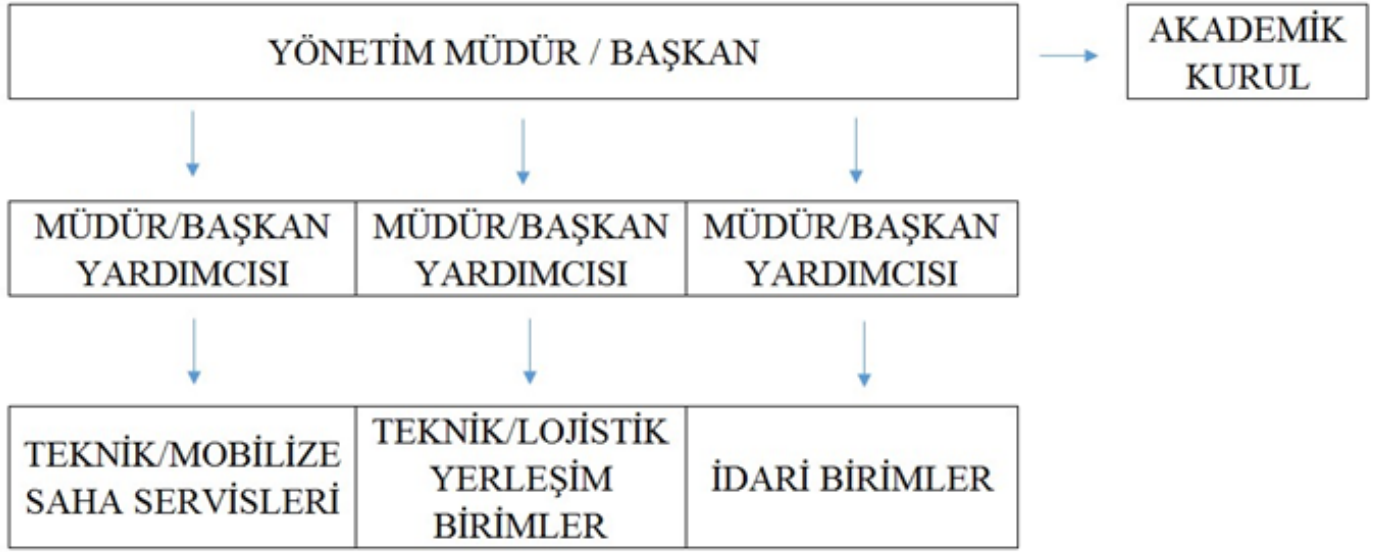 YÖNETİM MÜDÜR / BAŞKAN
AKADEMİK
KURUL
MÜDÜR/BAŞKAN
YARDIMCISI
MÜDÜR/BAŞKAN
YARDIMCISI
MÜDÜR/BAŞKAN
YARDIMCISI
TEKNİK/MOBİLİZE
SAHA SERVİSLERİ
TEKNİK/LOJİSTİK
YERLEŞİM
BİRİMLER
İDARİ BİRİMLER